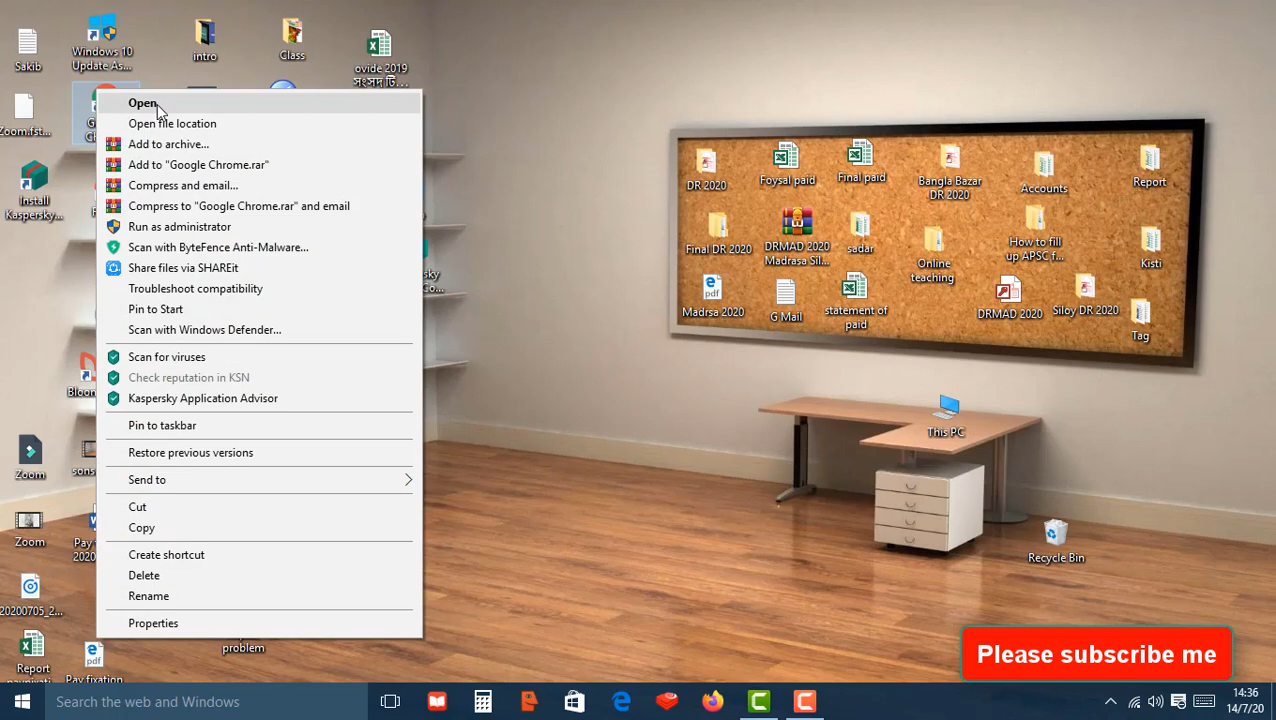 Sakib
Windows 10
Update As...
intro
Class
ovide 2019
সংসদ টি...
Zoom.fst...
Install
Kaspersky...
Open
Open file location
Add to archive...
Add to "Google Chrome.rar"
Compress and email...
Compress to "Google Chrome.rar" and email
Run as administrator
Scan with ByteFence Anti-Malware...
Share files via SHAREit
Troubleshoot compatibility
Pin to Start
Scan with Windows Defender...
Scan for viruses
Check reputation in KSN
Kaspersky Application Advisor
Pin to taskbar
Restore previous versions
Send to
Cut
Copy
Create shortcut
Delete
Rename
Properties
Zoom
Zoom
20200705_2...
Report
Pay fixation
problem
DR 2020
Foysal paid
Final paid
Bangla Bazar
DR 2020
Accounts
Report
Final DR 2020
DRMAD 2020
Madrasa Sil...
sadar
Online
teaching
How to fill
up APSC f...
Kisti
pdf
Madrsa 2020
G Mail
statement of
paid
DRMAD 2020
Siloy DR 2020
Tag
This PC
Recycle Bin
Please subscribe me
Search the web and Windows
14:36
14/7/20